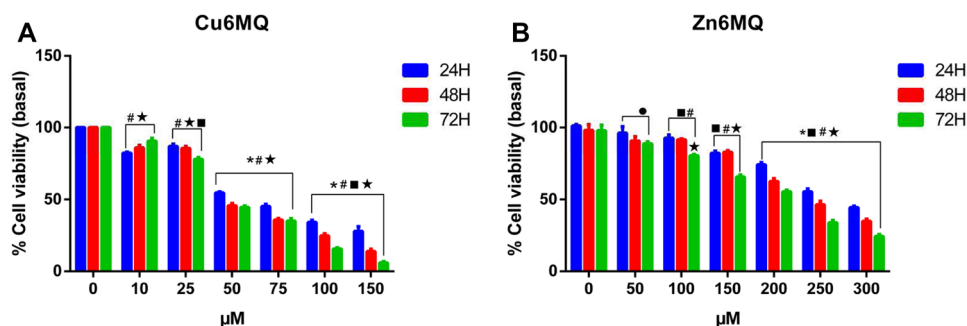 A
Cu6MQ
% Cell viability (basal)
150
100
50
0
#★
#★■
*#★
*#■★
24H
48H
72H
0 10 25 50 75 100 150
µM
B
Zn6MQ
% Cell viability (basal)
150
100
50
0
●
■#
★
■#★
*■#★
24H
48H
72H
0 50 100 150 200 250 300
µM